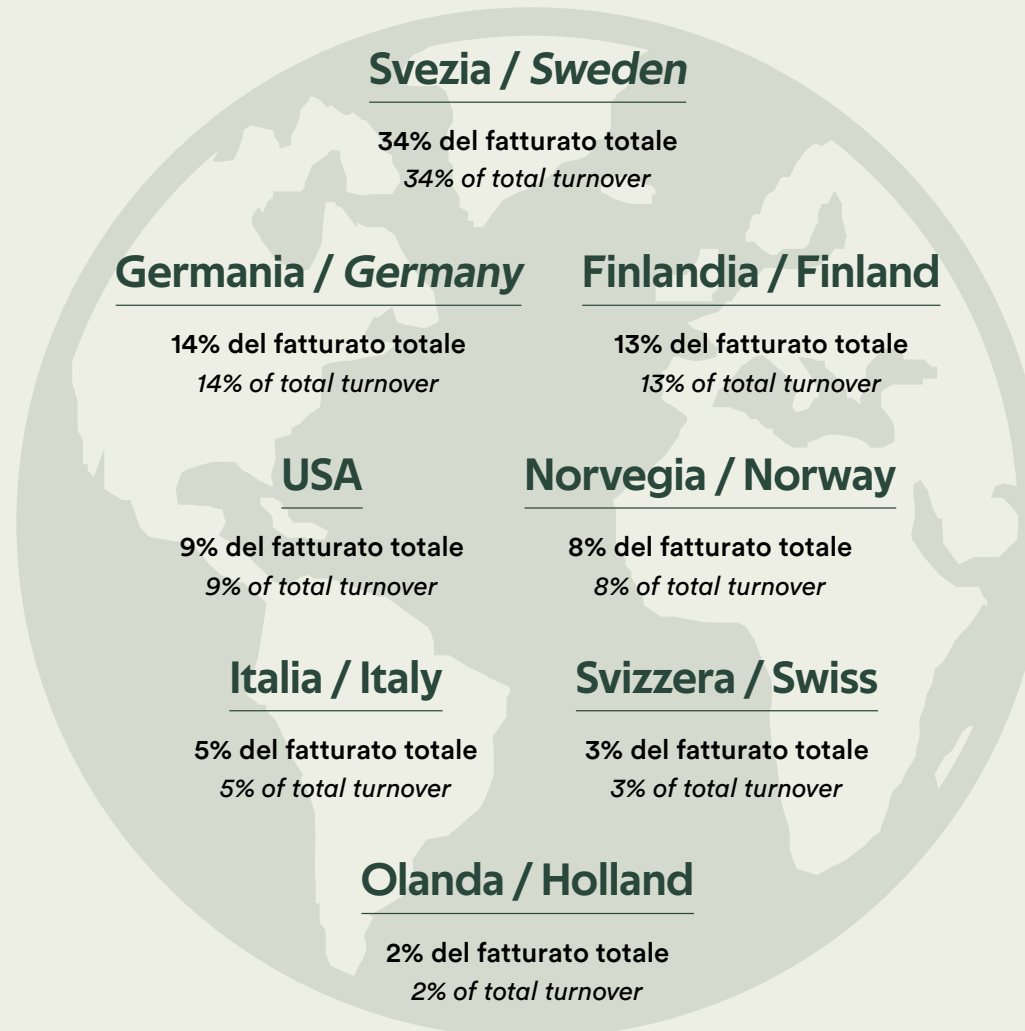 Svezia / Sweden
34% del fatturato totale
34% of total turnover
Germania / Germany
14% del fatturato totale
14% of total turnover
Finlandia / Finland
13% del fatturato totale
13% of total turnover
USA
9% del fatturato totale
9% of total turnover
Norvegia / Norway
8% del fatturato totale
8% of total turnover
Italia / Italy
5% del fatturato totale
5% of total turnover
Svizzera / Swiss
3% del fatturato totale
3% of total turnover
Olanda / Holland
2% del fatturato totale
2% of total turnover